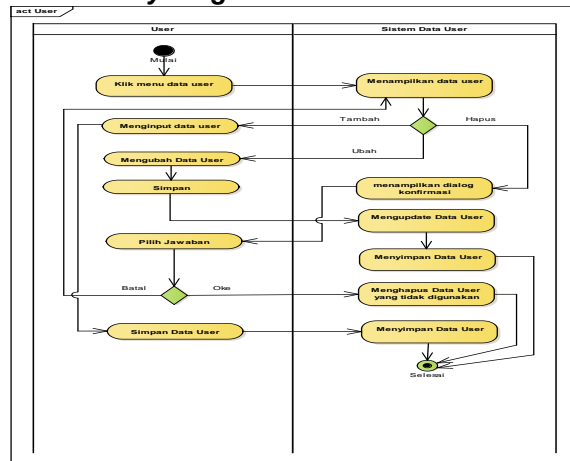 act User
User
Sistem Data User
Mulai
Klik menu data user
Menampilkan data user
Menginput data user
Tambah
Hapus
Ubah
Mengubah Data User
Simpan
menampilkan dialog
konfirmasi
Mengupdate Data User
Pilih Jawaban
Menyimpan Data User
Batal
Oke
Menghapus Data User
yang tidak digunakan
Simpan Data User
Menyimpan Data User
Selesai